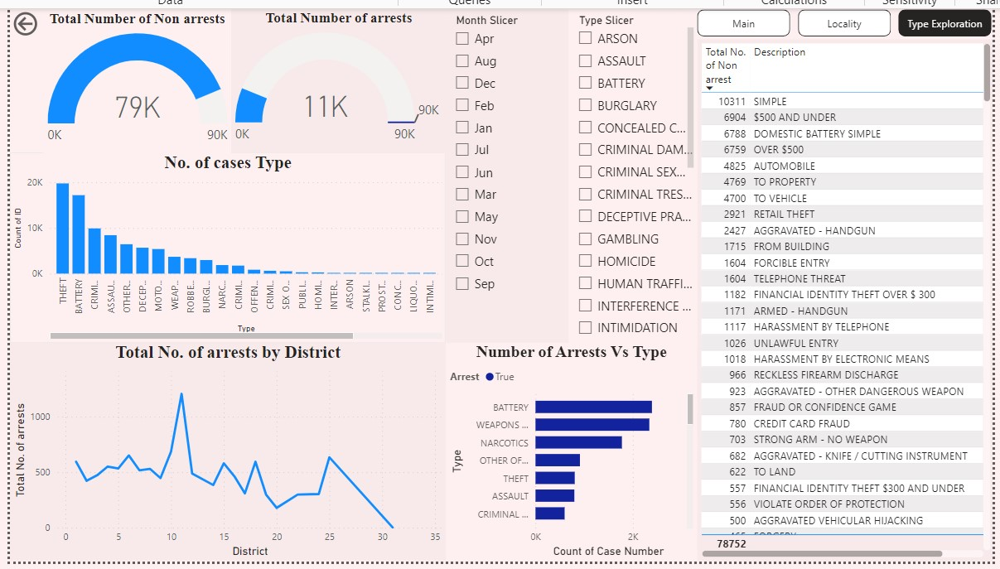 Data
Queries
Insert
Calculations
Sensitivity
Total Number of Non arrests
79K
0K
90K
Total Number of arrests
11K
90K
0K
90K
Month Slicer
Apr
Aug
Dec
Feb
Jan
Jul
Jun
Mar
May
Nov
Oct
Sep
Type Slicer
ARSON
ASSAULT
BATTERY
BURGLARY
CONCEALED C...
CRIMINAL DAM...
CRIMINAL SEX...
CRIMINAL TRES...
DECEPTIVE PRA...
GAMBLING
HOMICIDE
HUMAN TRAFFI...
INTERFERENCE ...
INTIMIDATION
Main
Locality
Type Exploration
No. of cases Type
Count of ID
20K
10K
0K
THEFT
BATTERY
CRIMI...
ASSAU...
OTHER...
DECEP...
MOTO...
WEAP...
ROBBE...
BURGL...
NARC...
CRIMI...
OFFEN...
CRIMI...
SEX O...
PUBLI...
HOMI...
INTER...
ARSON
STALKI...
PROST...
CONC...
LIQUO...
INTIMI...
Type
Total No. of arrests by District
Total No. of arrests
1000
500
0
0
5
10
15
20
25
30
35
District
Number of Arrests Vs Type
Arrest True
Type
BATTERY
WEAPONS ...
NARCOTICS
OTHER OF...
THEFT
ASSAULT
CRIMINAL ...
0K
2K
Count of Case Number
Total No. of Non arrest
Description
10311 SIMPLE
6904 $500 AND UNDER
6788 DOMESTIC BATTERY SIMPLE
6759 OVER $500
4825 AUTOMOBILE
4769 TO PROPERTY
4700 TO VEHICLE
2921 RETAIL THEFT
2427 AGGRAVATED - HANDGUN
1715 FROM BUILDING
1604 FORCIBLE ENTRY
1604 TELEPHONE THREAT
1182 FINANCIAL IDENTITY THEFT OVER $ 300
1171 ARMED - HANDGUN
1117 HARASSMENT BY TELEPHONE
1026 UNLAWFUL ENTRY
1018 HARASSMENT BY ELECTRONIC MEANS
966 RECKLESS FIREARM DISCHARGE
923 AGGRAVATED - OTHER DANGEROUS WEAPON
857 FRAUD OR CONFIDENCE GAME
780 CREDIT CARD FRAUD
703 STRONG ARM - NO WEAPON
682 AGGRAVATED - KNIFE / CUTTING INSTRUMENT
622 TO LAND
557 FINANCIAL IDENTITY THEFT $300 AND UNDER
556 VIOLATE ORDER OF PROTECTION
500 AGGRAVATED VEHICULAR HIJACKING
78752